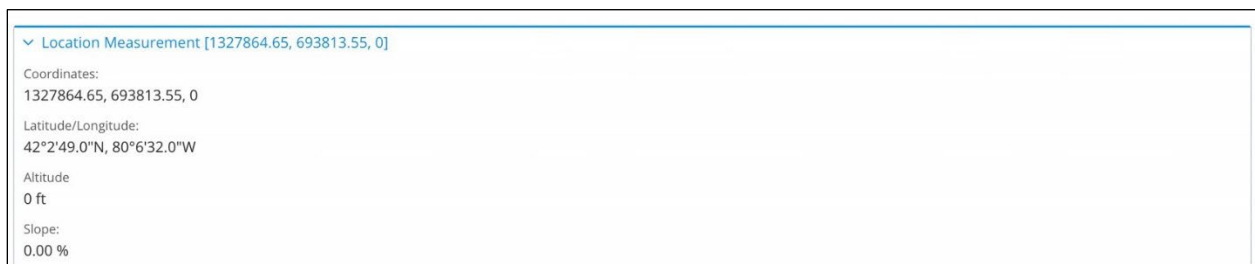 Location Measurement [1327864.65, 693813.55, 0]
Coordinates:
1327864.65, 693813.55, 0
Latitude/Longitude:
42°2'49.0"N, 80°6'32.0"W
Altitude
0 ft
Slope:
0.00 %